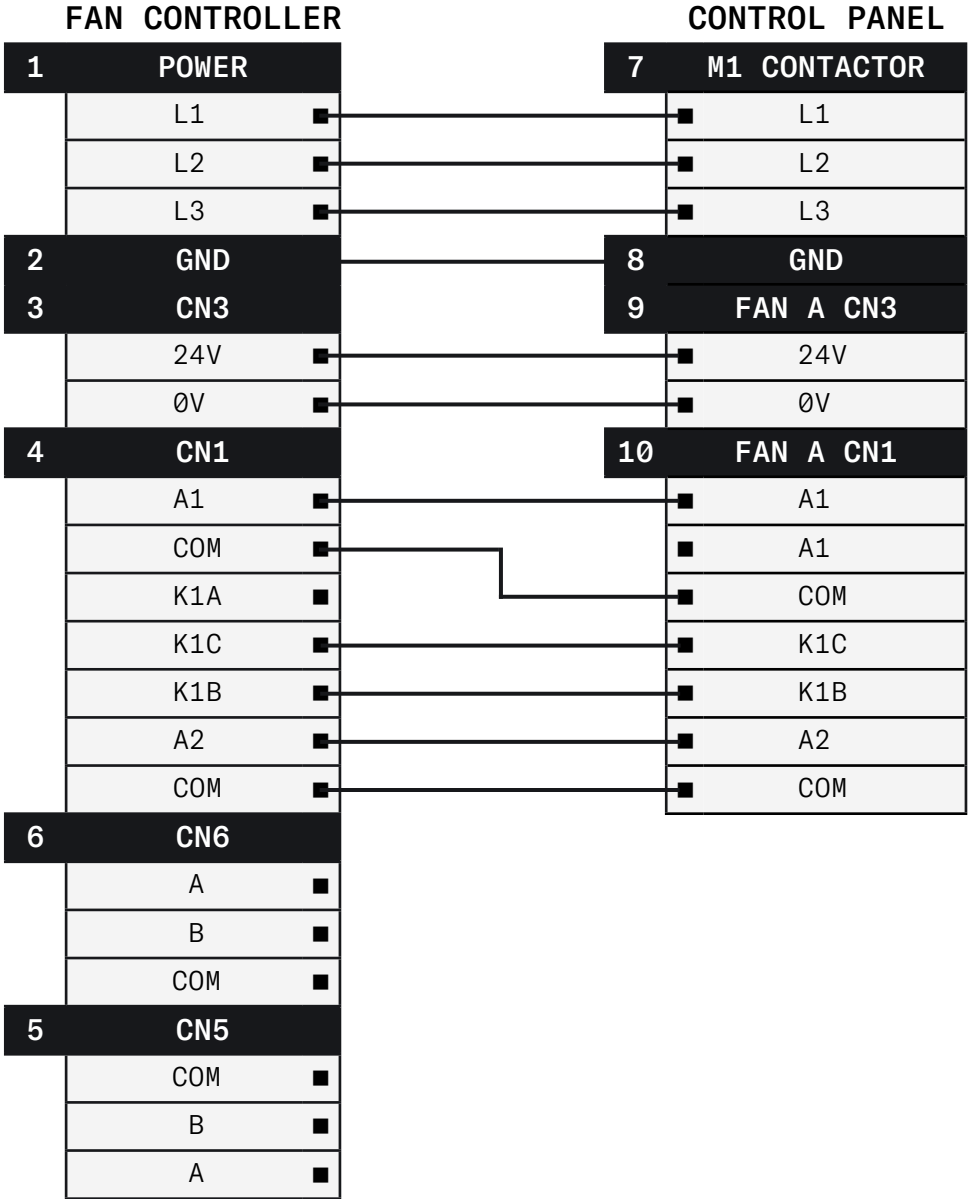 FAN CONTROLLER CONTROL PANEL
1 POWER 7 M1 CONTACTOR
L1 L1
L2 L2
L3 L3
2 GND 8 GND
3 CN3 9 FAN A CN3
24V 24V
0V 0V
4 CN1 10 FAN A CN1
A1 A1
COM A1
K1A COM
K1C K1C
K1B K1B
A2 A2
COM COM
6 CN6
A
B
COM
5 CN5
COM
B
A